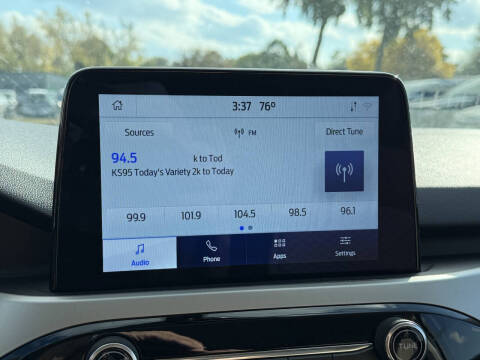 3:37 76°
Sources
FM
Direct Tune
94.5
k to Tod
KS95 Today's Variety 2k to Today
99.9 101.9 104.5 98.5 96.1
Audio
Phone
Apps
Settings
TUNE